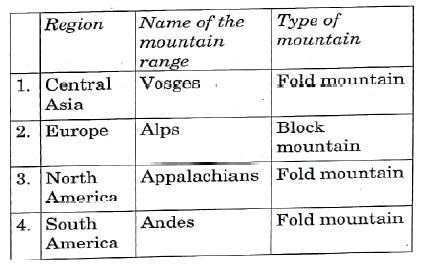 Region Name of the Type of
mountain mountain
range
1. Central Vosges Fold mountain
Asia
2. Europe Alps Block
mountain
3. North Appalachians Fold mountain
America
4. South Andes Fold mountain
America